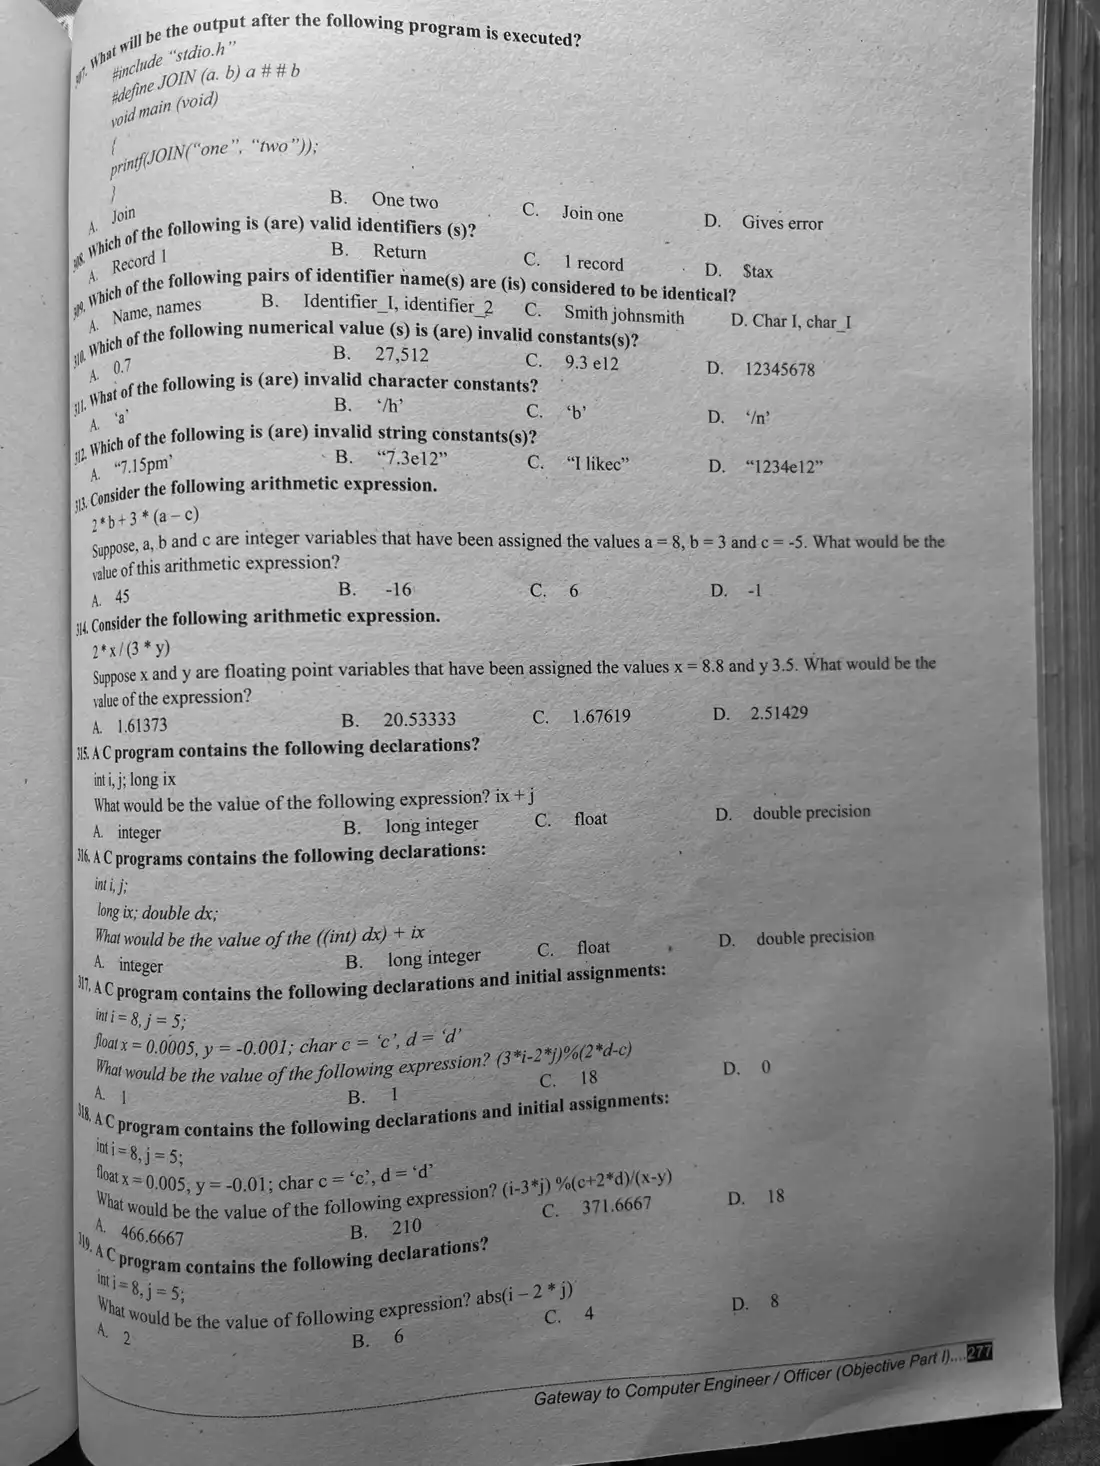 307. What will be the output after the following program is executed?
#include "stdio.h"
#define JOIN (a. b) a # # b
void main (void)
{
printf(JOIN("one", "two"));
}
A. Join B. One two C. Join one D. Gives error
308. Which of the following is (are) valid identifiers (s)?
A. Record 1 B. Return C. 1 record D. $tax
309. Which of the following pairs of identifier name(s) are (is) considered to be identical?
A. Name, names B. Identifier_I, identifier_2 C. Smith johnsmith D. Char I, char_I
310. Which of the following numerical value (s) is (are) invalid constants(s)?
A. 0.7 B. 27,512 C. 9.3 e12 D. 12345678
311. What of the following is (are) invalid character constants?
A. 'a' B. '/h' C. 'b' D. '/n'
312. Which of the following is (are) invalid string constants(s)?
A. "7.15pm' B. "7.3e12" C. "I likec" D. "1234e12"
313. Consider the following arithmetic expression.
2*b+3 * (a – c)
Suppose, a, b and c are integer variables that have been assigned the values a = 8, b = 3 and c = -5. What would be the
value of this arithmetic expression?
A. 45 B. -16 C. 6 D. -1
314. Consider the following arithmetic expression.
2*x / (3 * y)
Suppose x and y are floating point variables that have been assigned the values x = 8.8 and y 3.5. What would be the
value of the expression?
A. 1.61373 B. 20.53333 C. 1.67619 D. 2.51429
315. A C program contains the following declarations?
int i, j; long ix
What would be the value of the following expression? ix + j
A. integer B. long integer C. float D. double precision
316. A C programs contains the following declarations:
int i, j;
long ix; double dx;
What would be the value of the ((int) dx) + ix
A. integer B. long integer C. float D. double precision
317. A C program contains the following declarations and initial assignments:
int i = 8, j = 5;
float x = 0.0005, y = -0.001; char c = 'c', d = 'd'
What would be the value of the following expression? (3*i-2*j)%(2*d-c)
A. 1 B. 1 C. 18 D. 0
318. A C program contains the following declarations and initial assignments:
int i = 8, j = 5;
float x = 0.005, y = -0.01; char c = 'c', d = 'd'
What would be the value of the following expression? (i-3*j) %(c+2*d)/(x-y)
A. 466.6667 B. 210 C. 371.6667 D. 18
319. A C program contains the following declarations?
int i = 8, j = 5;
What would be the value of following expression? abs(i – 2 * j)
A. 2 B. 6 C. 4 D. 8
Gateway to Computer Engineer / Officer (Objective Part I)....277